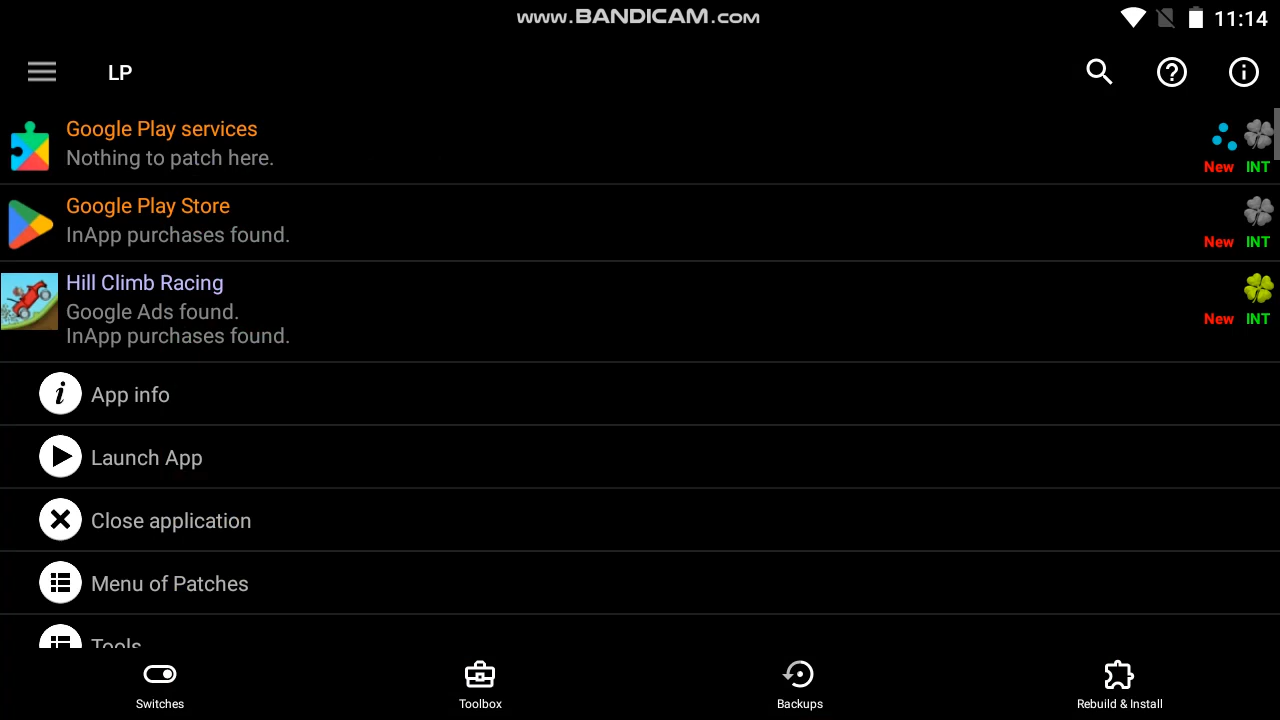 www.BANDICAM.com
11:14
LP
Google Play services
Nothing to patch here.
New INT
Google Play Store
InApp purchases found.
New INT
Hill Climb Racing
Google Ads found.
InApp purchases found.
New INT
App info
Launch App
Close application
Menu of Patches
Tools
Switches
Toolbox
Backups
Rebuild & Install